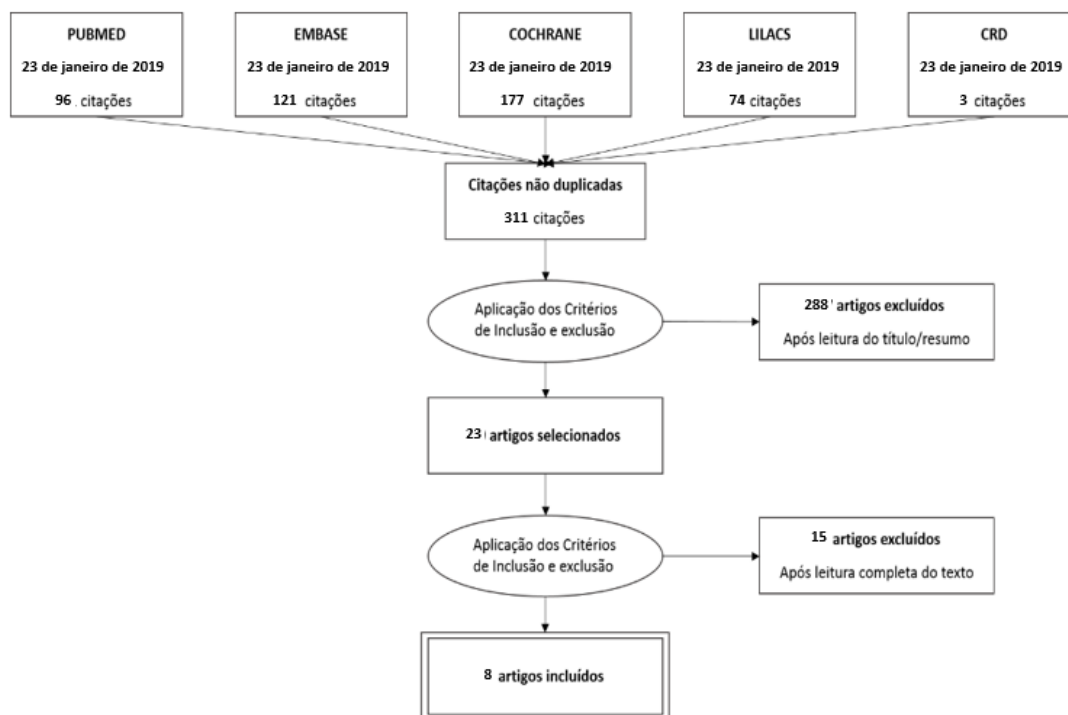 PUBMED
23 de janeiro de 2019
96 citações
EMBASE
23 de janeiro de 2019
121 citações
COCHRANE
23 de janeiro de 2019
177 citações
LILACS
23 de janeiro de 2019
74 citações
CRD
23 de janeiro de 2019
3 citações
Citações não duplicadas
311 citações
Aplicação dos Critérios
de Inclusão e exclusão
288 artigos excluídos
Após leitura do título/resumo
23 artigos selecionados
Aplicação dos Critérios
de Inclusão e exclusão
15 artigos excluídos
Após leitura completa do texto
8 artigos incluídos